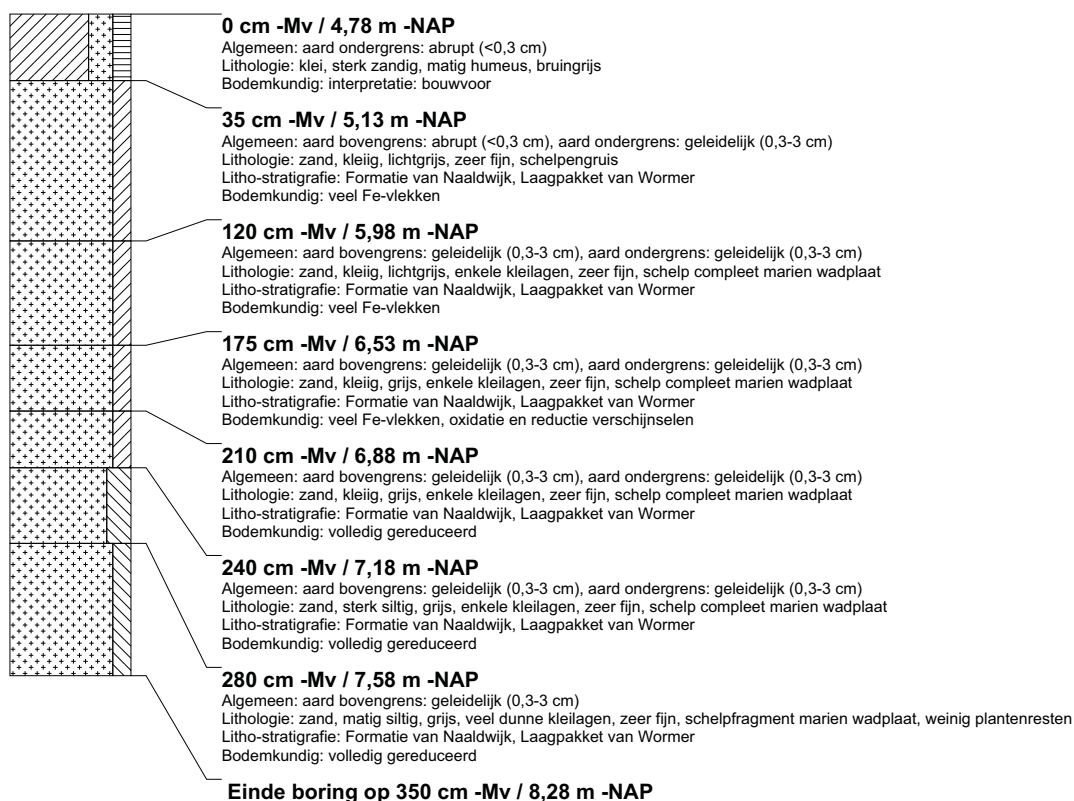 0 cm -Mv / 4,78 m -NAP
Algemeen: aard ondergrens: abrupt (<0,3 cm)
Lithologie: klei, sterk zandig, matig humeus, bruingrijs
Bodemkundig: interpretatie: bouwvoor
35 cm -Mv / 5,13 m -NAP
Algemeen: aard bovengrens: abrupt (<0,3 cm), aard ondergrens: geleidelijk (0,3-3 cm)
Lithologie: zand, kleiig, lichtgrijs, zeer fijn, schelpengruis
Litho-stratigrafie: Formatie van Naaldwijk, Laagpakket van Wormer
Bodemkundig: veel Fe-vlekken
120 cm -Mv / 5,98 m -NAP
Algemeen: aard bovengrens: geleidelijk (0,3-3 cm), aard ondergrens: geleidelijk (0,3-3 cm)
Lithologie: zand, kleiig, lichtgrijs, enkele kleilagen, zeer fijn, schelp compleet marien wadplaat
Litho-stratigrafie: Formatie van Naaldwijk, Laagpakket van Wormer
Bodemkundig: veel Fe-vlekken
175 cm -Mv / 6,53 m -NAP
Algemeen: aard bovengrens: geleidelijk (0,3-3 cm), aard ondergrens: geleidelijk (0,3-3 cm)
Lithologie: zand, kleiig, grijs, enkele kleilagen, zeer fijn, schelp compleet marien wadplaat
Litho-stratigrafie: Formatie van Naaldwijk, Laagpakket van Wormer
Bodemkundig: veel Fe-vlekken, oxidatie en reductie verschijnselen
210 cm -Mv / 6,88 m -NAP
Algemeen: aard bovengrens: geleidelijk (0,3-3 cm), aard ondergrens: geleidelijk (0,3-3 cm)
Lithologie: zand, kleiig, grijs, enkele kleilagen, zeer fijn, schelp compleet marien wadplaat
Litho-stratigrafie: Formatie van Naaldwijk, Laagpakket van Wormer
Bodemkundig: volledig gereduceerd
240 cm -Mv / 7,18 m -NAP
Algemeen: aard bovengrens: geleidelijk (0,3-3 cm), aard ondergrens: geleidelijk (0,3-3 cm)
Lithologie: zand, sterk siltig, grijs, enkele kleilagen, zeer fijn, schelp compleet marien wadplaat
Litho-stratigrafie: Formatie van Naaldwijk, Laagpakket van Wormer
Bodemkundig: volledig gereduceerd
280 cm -Mv / 7,58 m -NAP
Algemeen: aard bovengrens: geleidelijk (0,3-3 cm)
Lithologie: zand, matig siltig, grijs, veel dunne kleilagen, zeer fijn, schelpfragment marien wadplaat, weinig plantenresten
Litho-stratigrafie: Formatie van Naaldwijk, Laagpakket van Wormer
Bodemkundig: volledig gereduceerd
Einde boring op 350 cm -Mv / 8,28 m -NAP